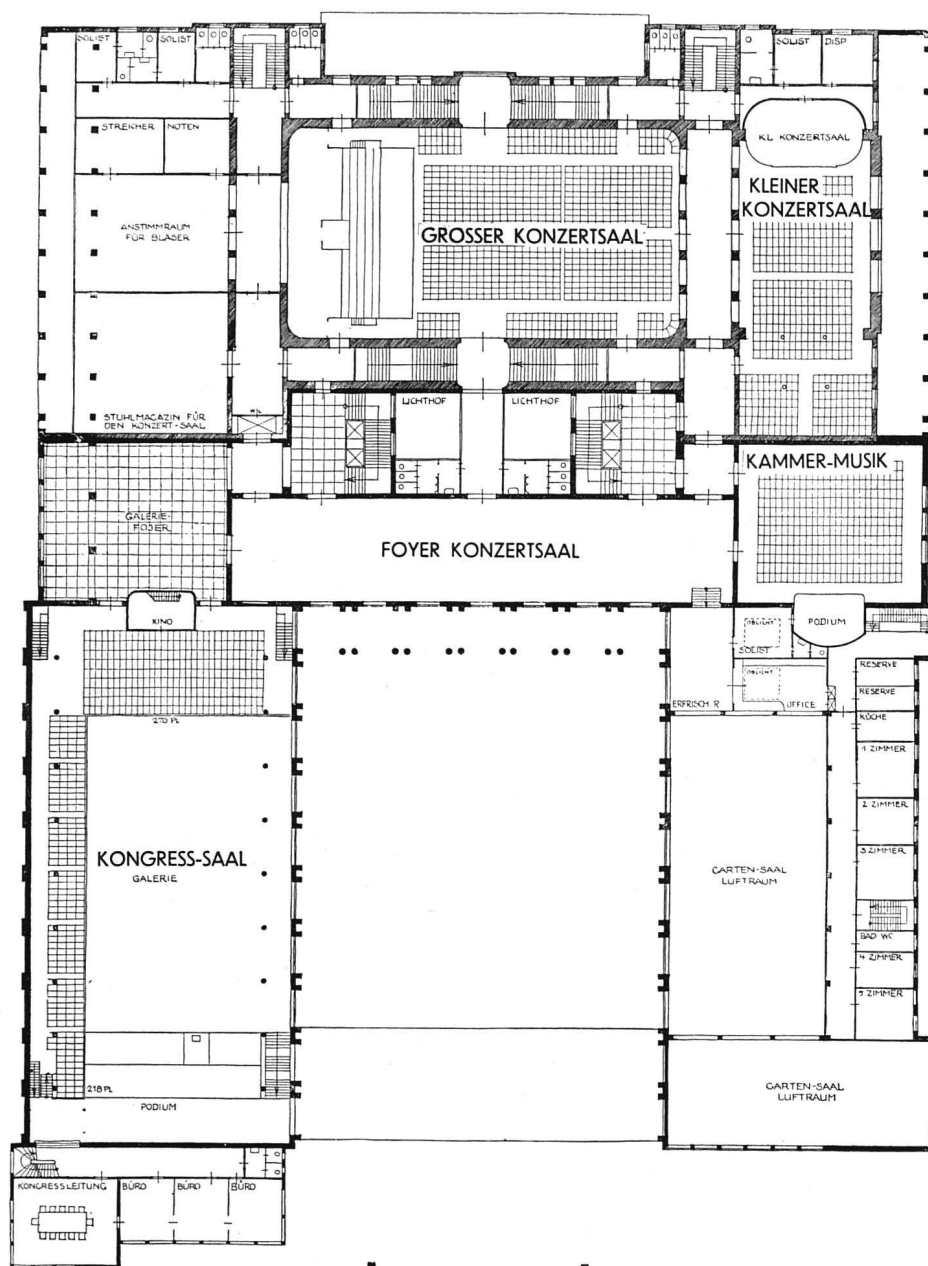 SOLIST
SOLIST
SOLIST
DISP
STREICHER
NOTEN
KL KONZERTSAAL
KLEINER
KONZERTSAAL
ANSTIMMRAUM
FÜR BLÄSER
GROSSER KONZERTSAAL
STUHLMAGAZIN FÜR
DEN KONZERT-SAAL
LICHTHOF
LICHTHOF
KAMMER-MUSIK
GALERIE-
FOJER
FOYER KONZERTSAAL
KINO
OBLICHT
SOLIST
PODIUM
OBLICHT
ERFRISCH. R
OFFICE
RESERVE
RESERVE
KÜCHE
1 ZIMMER
2 ZIMMER
3 ZIMMER
BAD WC
4 ZIMMER
5 ZIMMER
270 PL
KONGRESS-SAAL
GALERIE
GARTEN-SAAL
LUFTRAUM
218 PL
PODIUM
GARTEN-SAAL
LUFTRAUM
KONGRESSLEITUNG
BÜRO
BÜRO
BÜRO